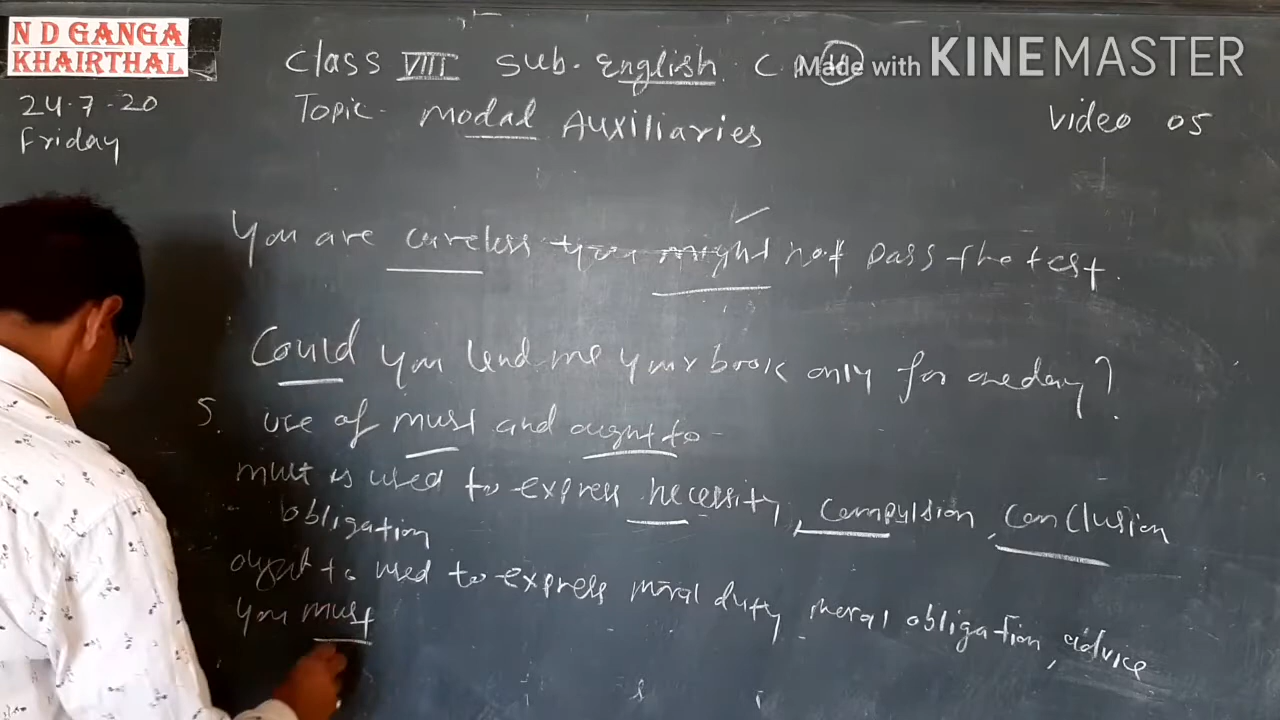 N D GANGA
KHAIRTHAL
24.7.20
Friday
Class VIII Sub. English C
Made with KINEMASTER
Topic - Modal Auxiliaries
Video 05
You are careless you might not pass the test.
Could you lend me your book only for one day?
5. use of must and ought to -
must is used to express necessity, compulsion, conclusion
obligation
ought to used to express moral duty moral obligation, advice
You must